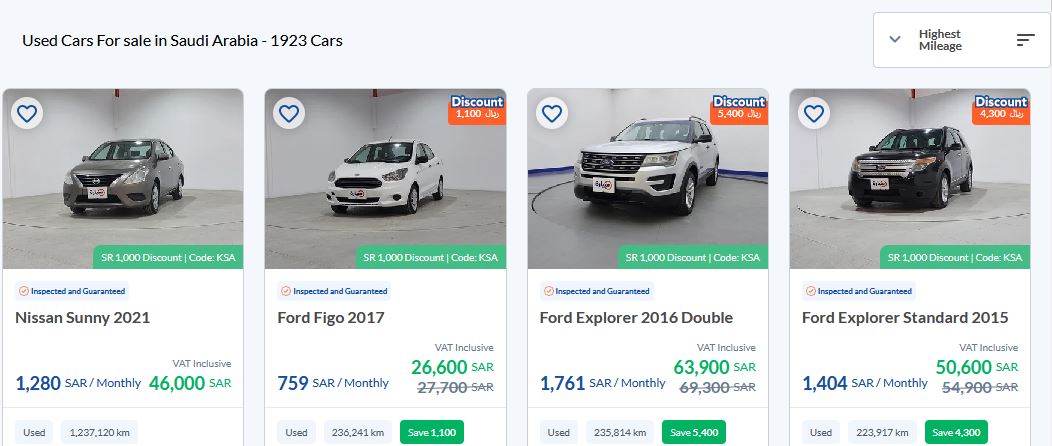 Used Cars For sale in Saudi Arabia - 1923 Cars
Highest
Mileage
SR 1,000 Discount | Code: KSA
Inspected and Guaranteed
Nissan Sunny 2021
VAT Inclusive
1,280 SAR / Monthly 46,000 SAR
Used 1,237,120 km
Discount
1,100 ريال
SR 1,000 Discount | Code: KSA
Inspected and Guaranteed
Ford Figo 2017
VAT Inclusive
26,600 SAR
759 SAR / Monthly 27,700 SAR
Used 236,241 km Save 1,100
Discount
5,400 ريال
SR 1,000 Discount | Code: KSA
Inspected and Guaranteed
Ford Explorer 2016 Double
VAT Inclusive
63,900 SAR
1,761 SAR / Monthly 69,300 SAR
Used 235,814 km Save 5,400
Discount
4,300 ريال
SR 1,000 Discount | Code: KSA
Inspected and Guaranteed
Ford Explorer Standard 2015
VAT Inclusive
50,600 SAR
1,404 SAR / Monthly 54,900 SAR
Used 223,917 km Save 4,300